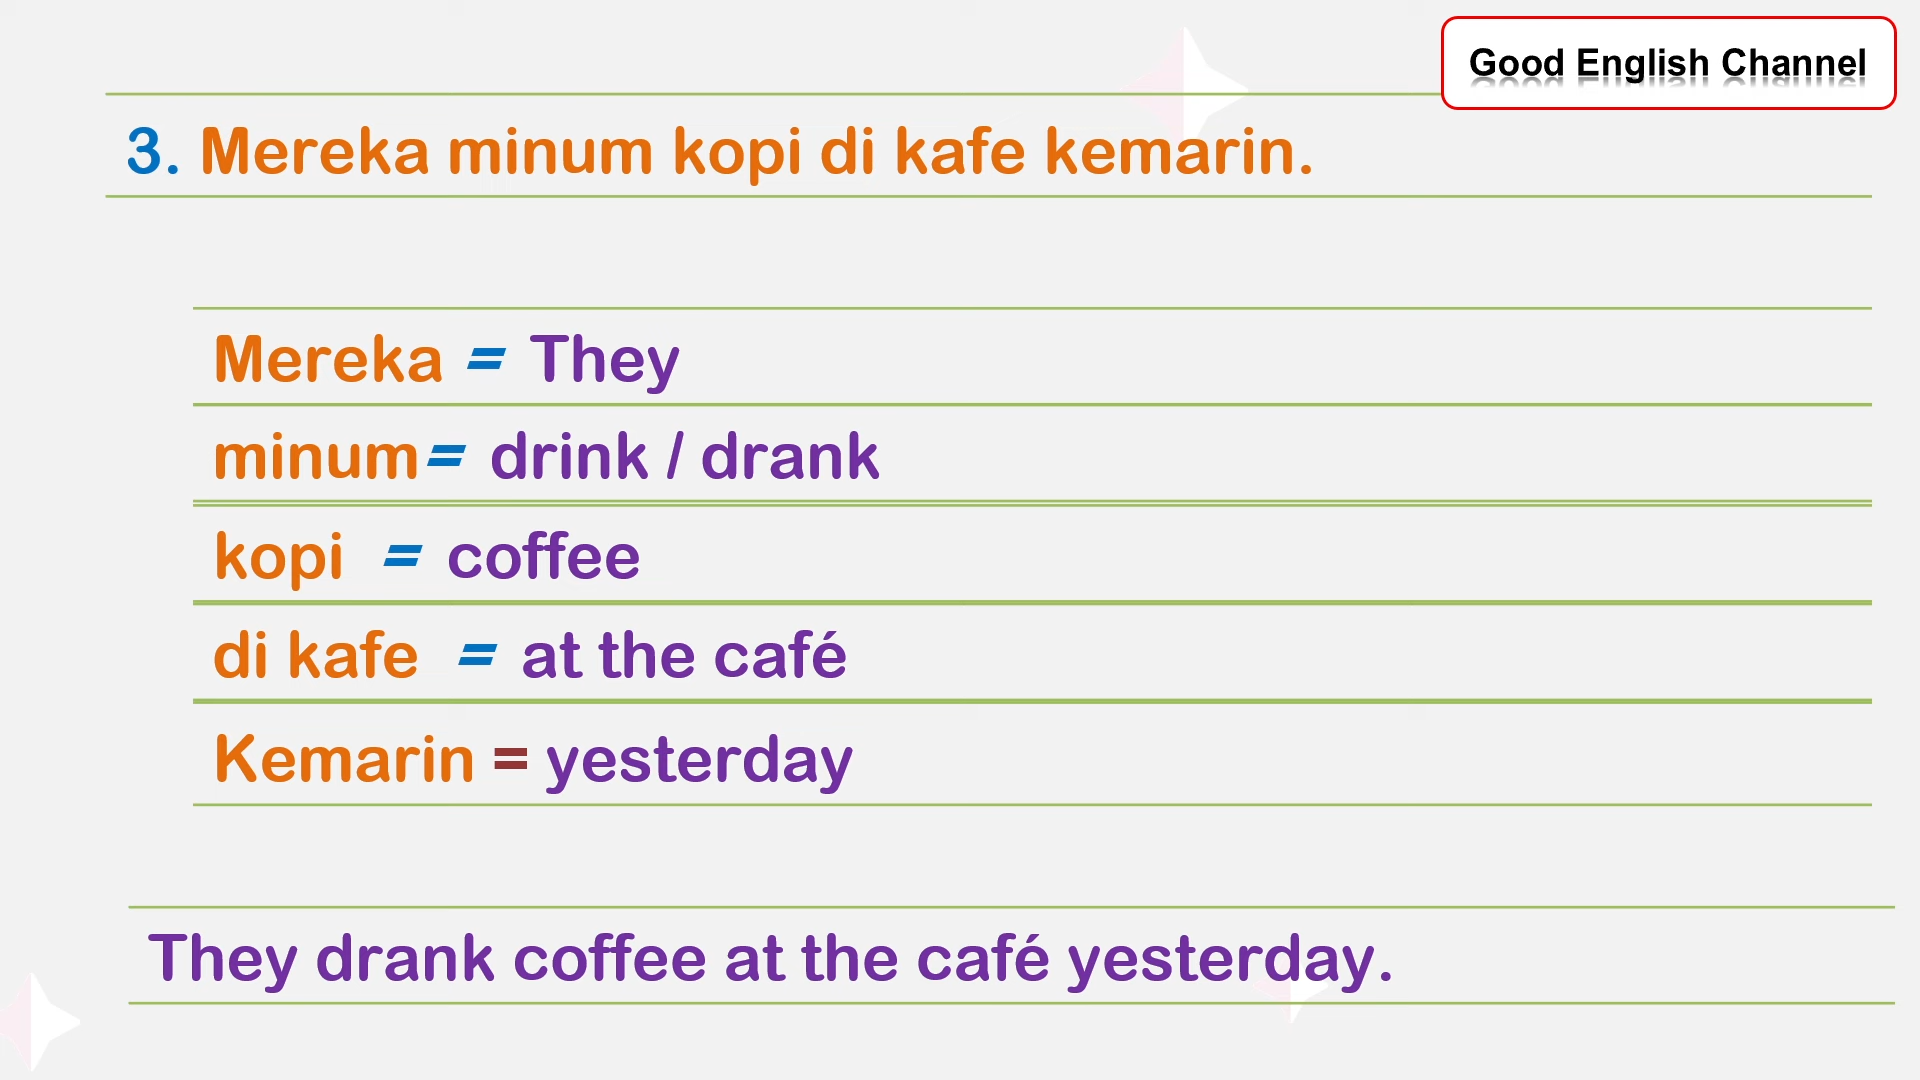 Good English Channel
3. Mereka minum kopi di kafe kemarin.
Mereka = They
minum = drink / drank
kopi = coffee
di kafe = at the café
Kemarin = yesterday
They drank coffee at the café yesterday.